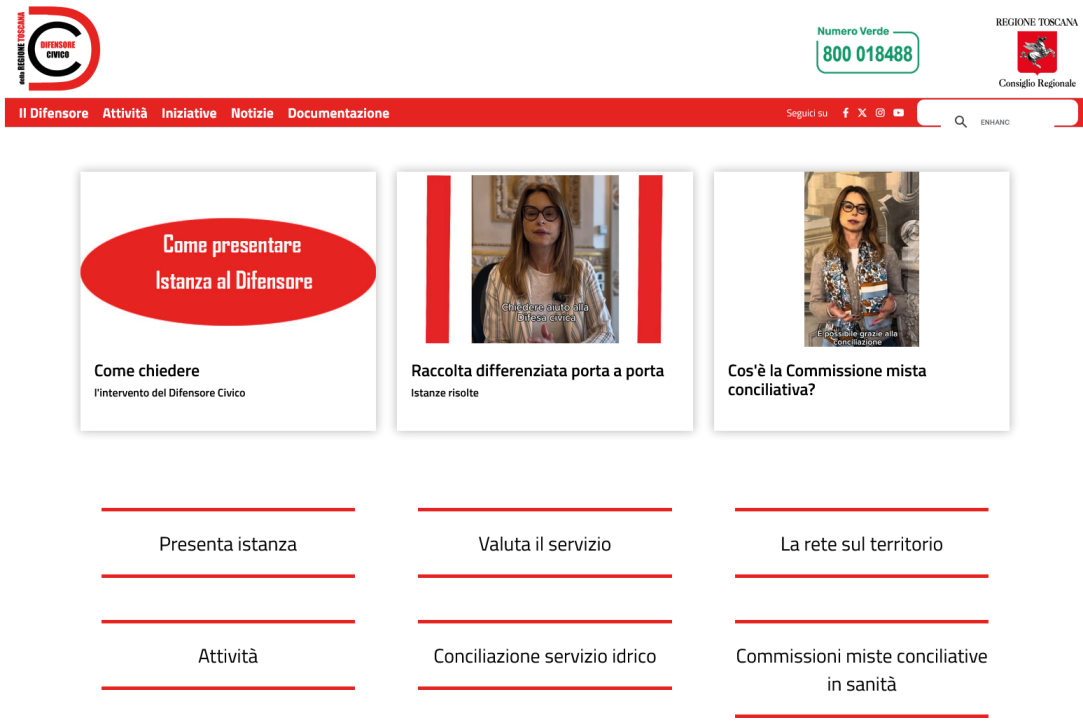 della REGIONE TOSCANA
DIFENSORE
CIVICO
Numero Verde
800 018488
REGIONE TOSCANA
Consiglio Regionale
Il Difensore Attività Iniziative Notizie Documentazione
Seguici su
ENHANC
Come presentare
Istanza al Difensore
Come chiedere
l'intervento del Difensore Civico
Chiedere aiuto alla
Difesa civica
Raccolta differenziata porta a porta
Istanze risolte
È possibile grazie alla
conciliazione
Cos'è la Commissione mista
conciliativa?
Presenta istanza
Valuta il servizio
La rete sul territorio
Attività
Conciliazione servizio idrico
Commissioni miste conciliative
in sanità